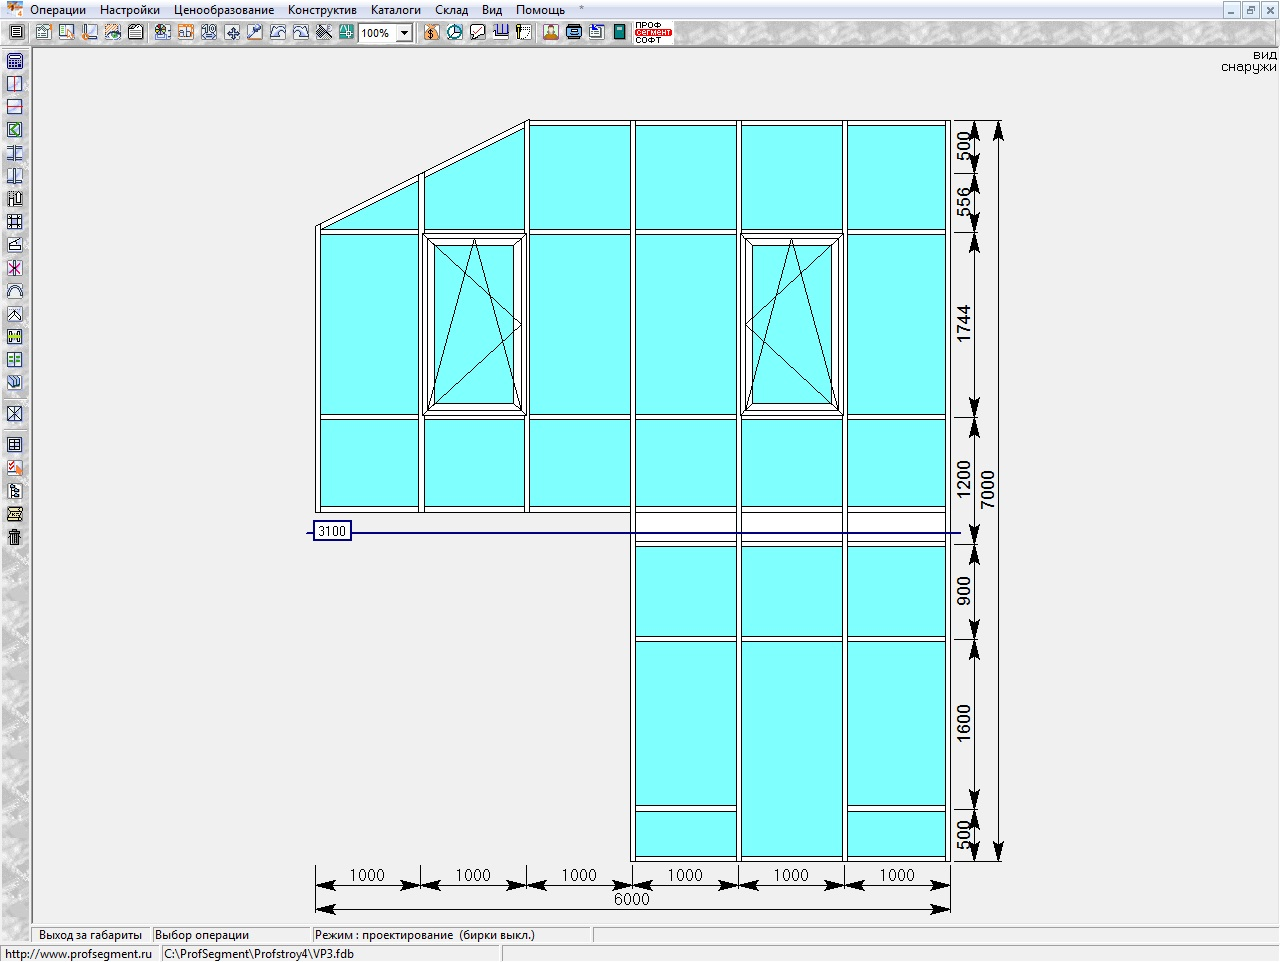 Операции Настройки Ценообразование Конструктив Каталоги Склад Вид Помощь *
100%
ПРОФ
сегмент
СОФТ
вид
снаружи
500
556
1744
1200
7000
3100
900
1600
500
1000 1000 1000 1000 1000 1000
6000
Выход за габариты Выбор операции Режим : проектирование (бирки выкл.)
http://www.profsegment.ru C:\ProfSegment\Profstroy4\VP3.fdb